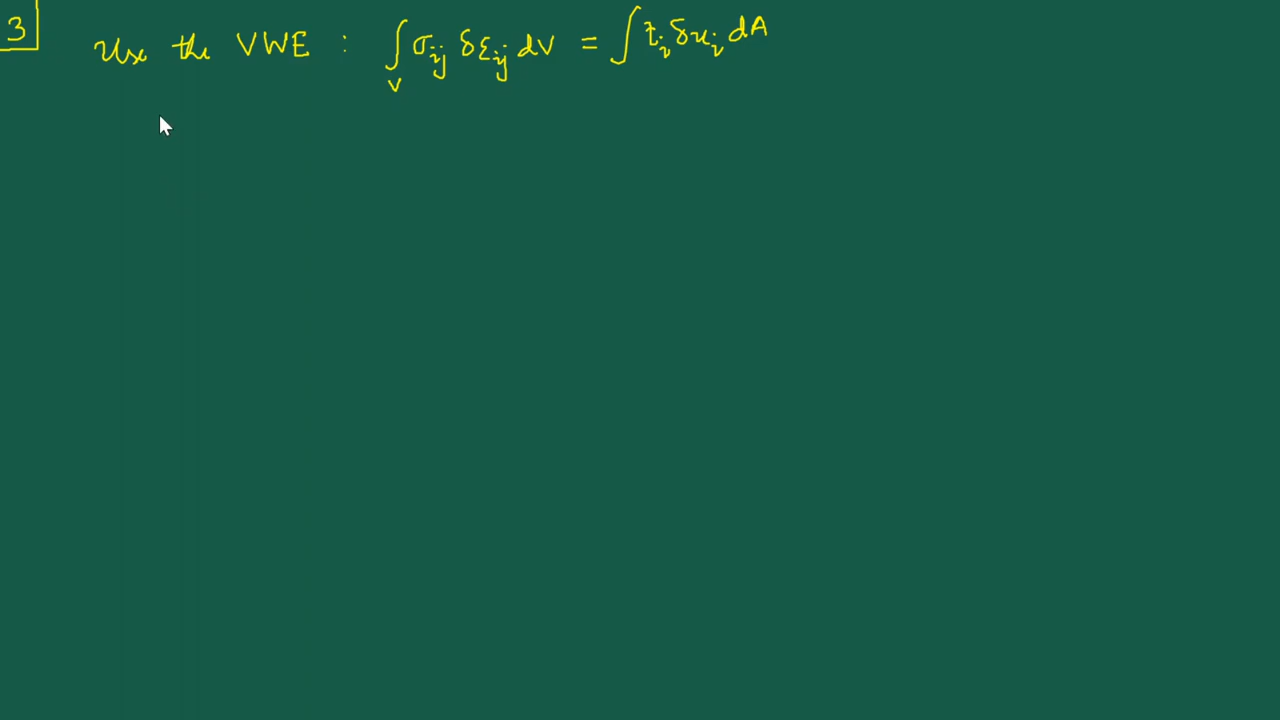 3
Use the VWE : ∫_V σ_ij δε_ij dV = ∫ t_i δu_i dA